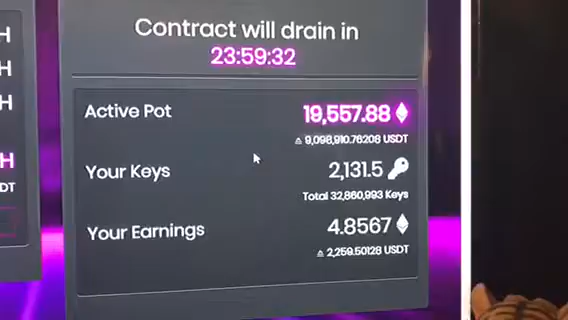 H
H
H
H
DT
Contract will drain in
23:59:32
Active Pot
19,557.88
≙ 9,098,910.76208 USDT
Your Keys
2,131.5
Total 32,860,993 Keys
Your Earnings
4.8567
≙ 2,259.50128 USDT